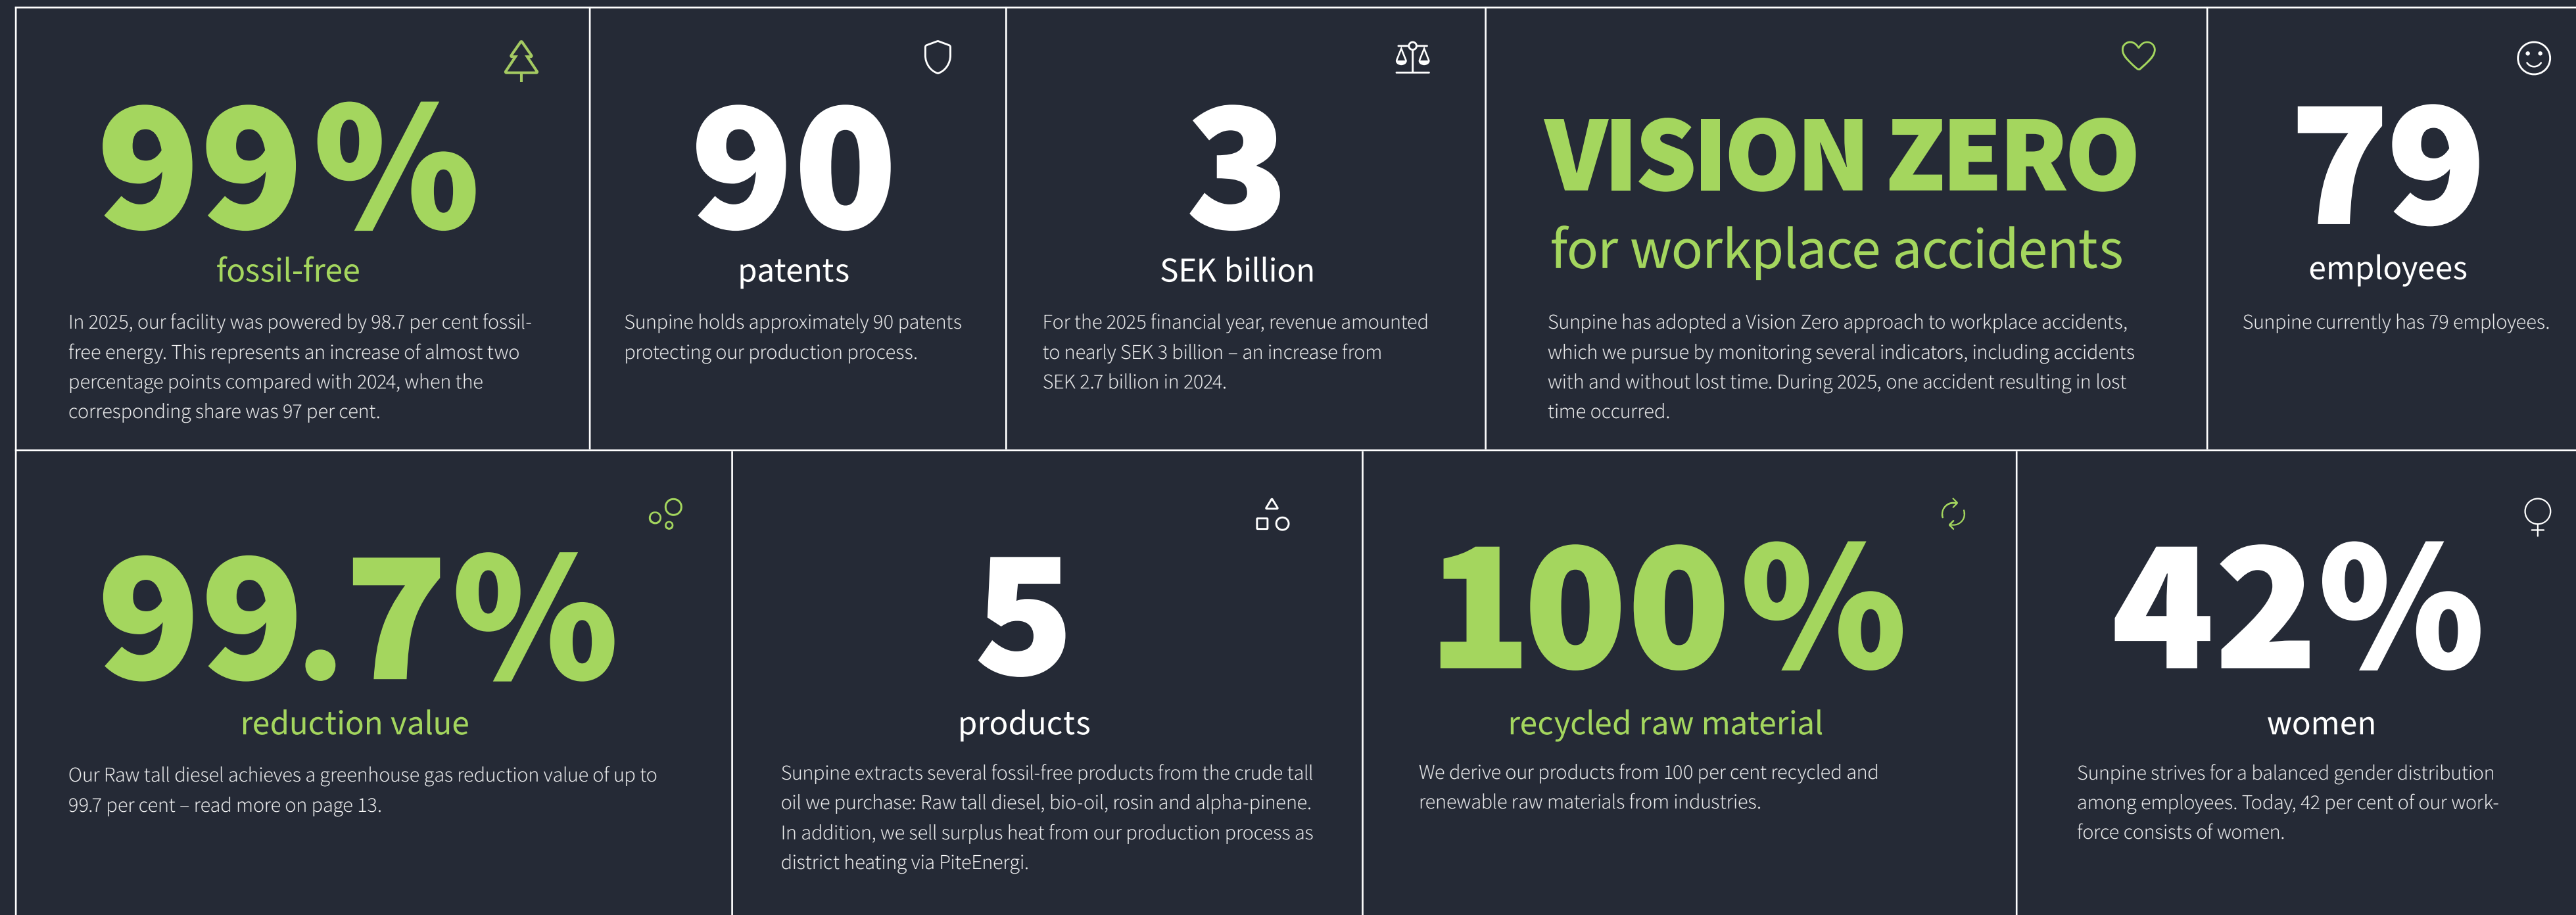 99%
fossil-free
In 2025, our facility was powered by 98.7 per cent fossil-
free energy. This represents an increase of almost two
percentage points compared with 2024, when the
corresponding share was 97 per cent.
90
patents
Sunpine holds approximately 90 patents
protecting our production process.
3
SEK billion
For the 2025 financial year, revenue amounted
to nearly SEK 3 billion – an increase from
SEK 2.7 billion in 2024.
VISION ZERO
for workplace accidents
Sunpine has adopted a Vision Zero approach to workplace accidents,
which we pursue by monitoring several indicators, including accidents
with and without lost time. During 2025, one accident resulting in lost
time occurred.
79
employees
Sunpine currently has 79 employees.
99.7%
reduction value
Our Raw tall diesel achieves a greenhouse gas reduction value of up to
99.7 per cent – read more on page 13.
5
products
Sunpine extracts several fossil-free products from the crude tall
oil we purchase: Raw tall diesel, bio-oil, rosin and alpha-pinene.
In addition, we sell surplus heat from our production process as
district heating via PiteEnergi.
100%
recycled raw material
We derive our products from 100 per cent recycled and
renewable raw materials from industries.
42%
women
Sunpine strives for a balanced gender distribution
among employees. Today, 42 per cent of our work-
force consists of women.